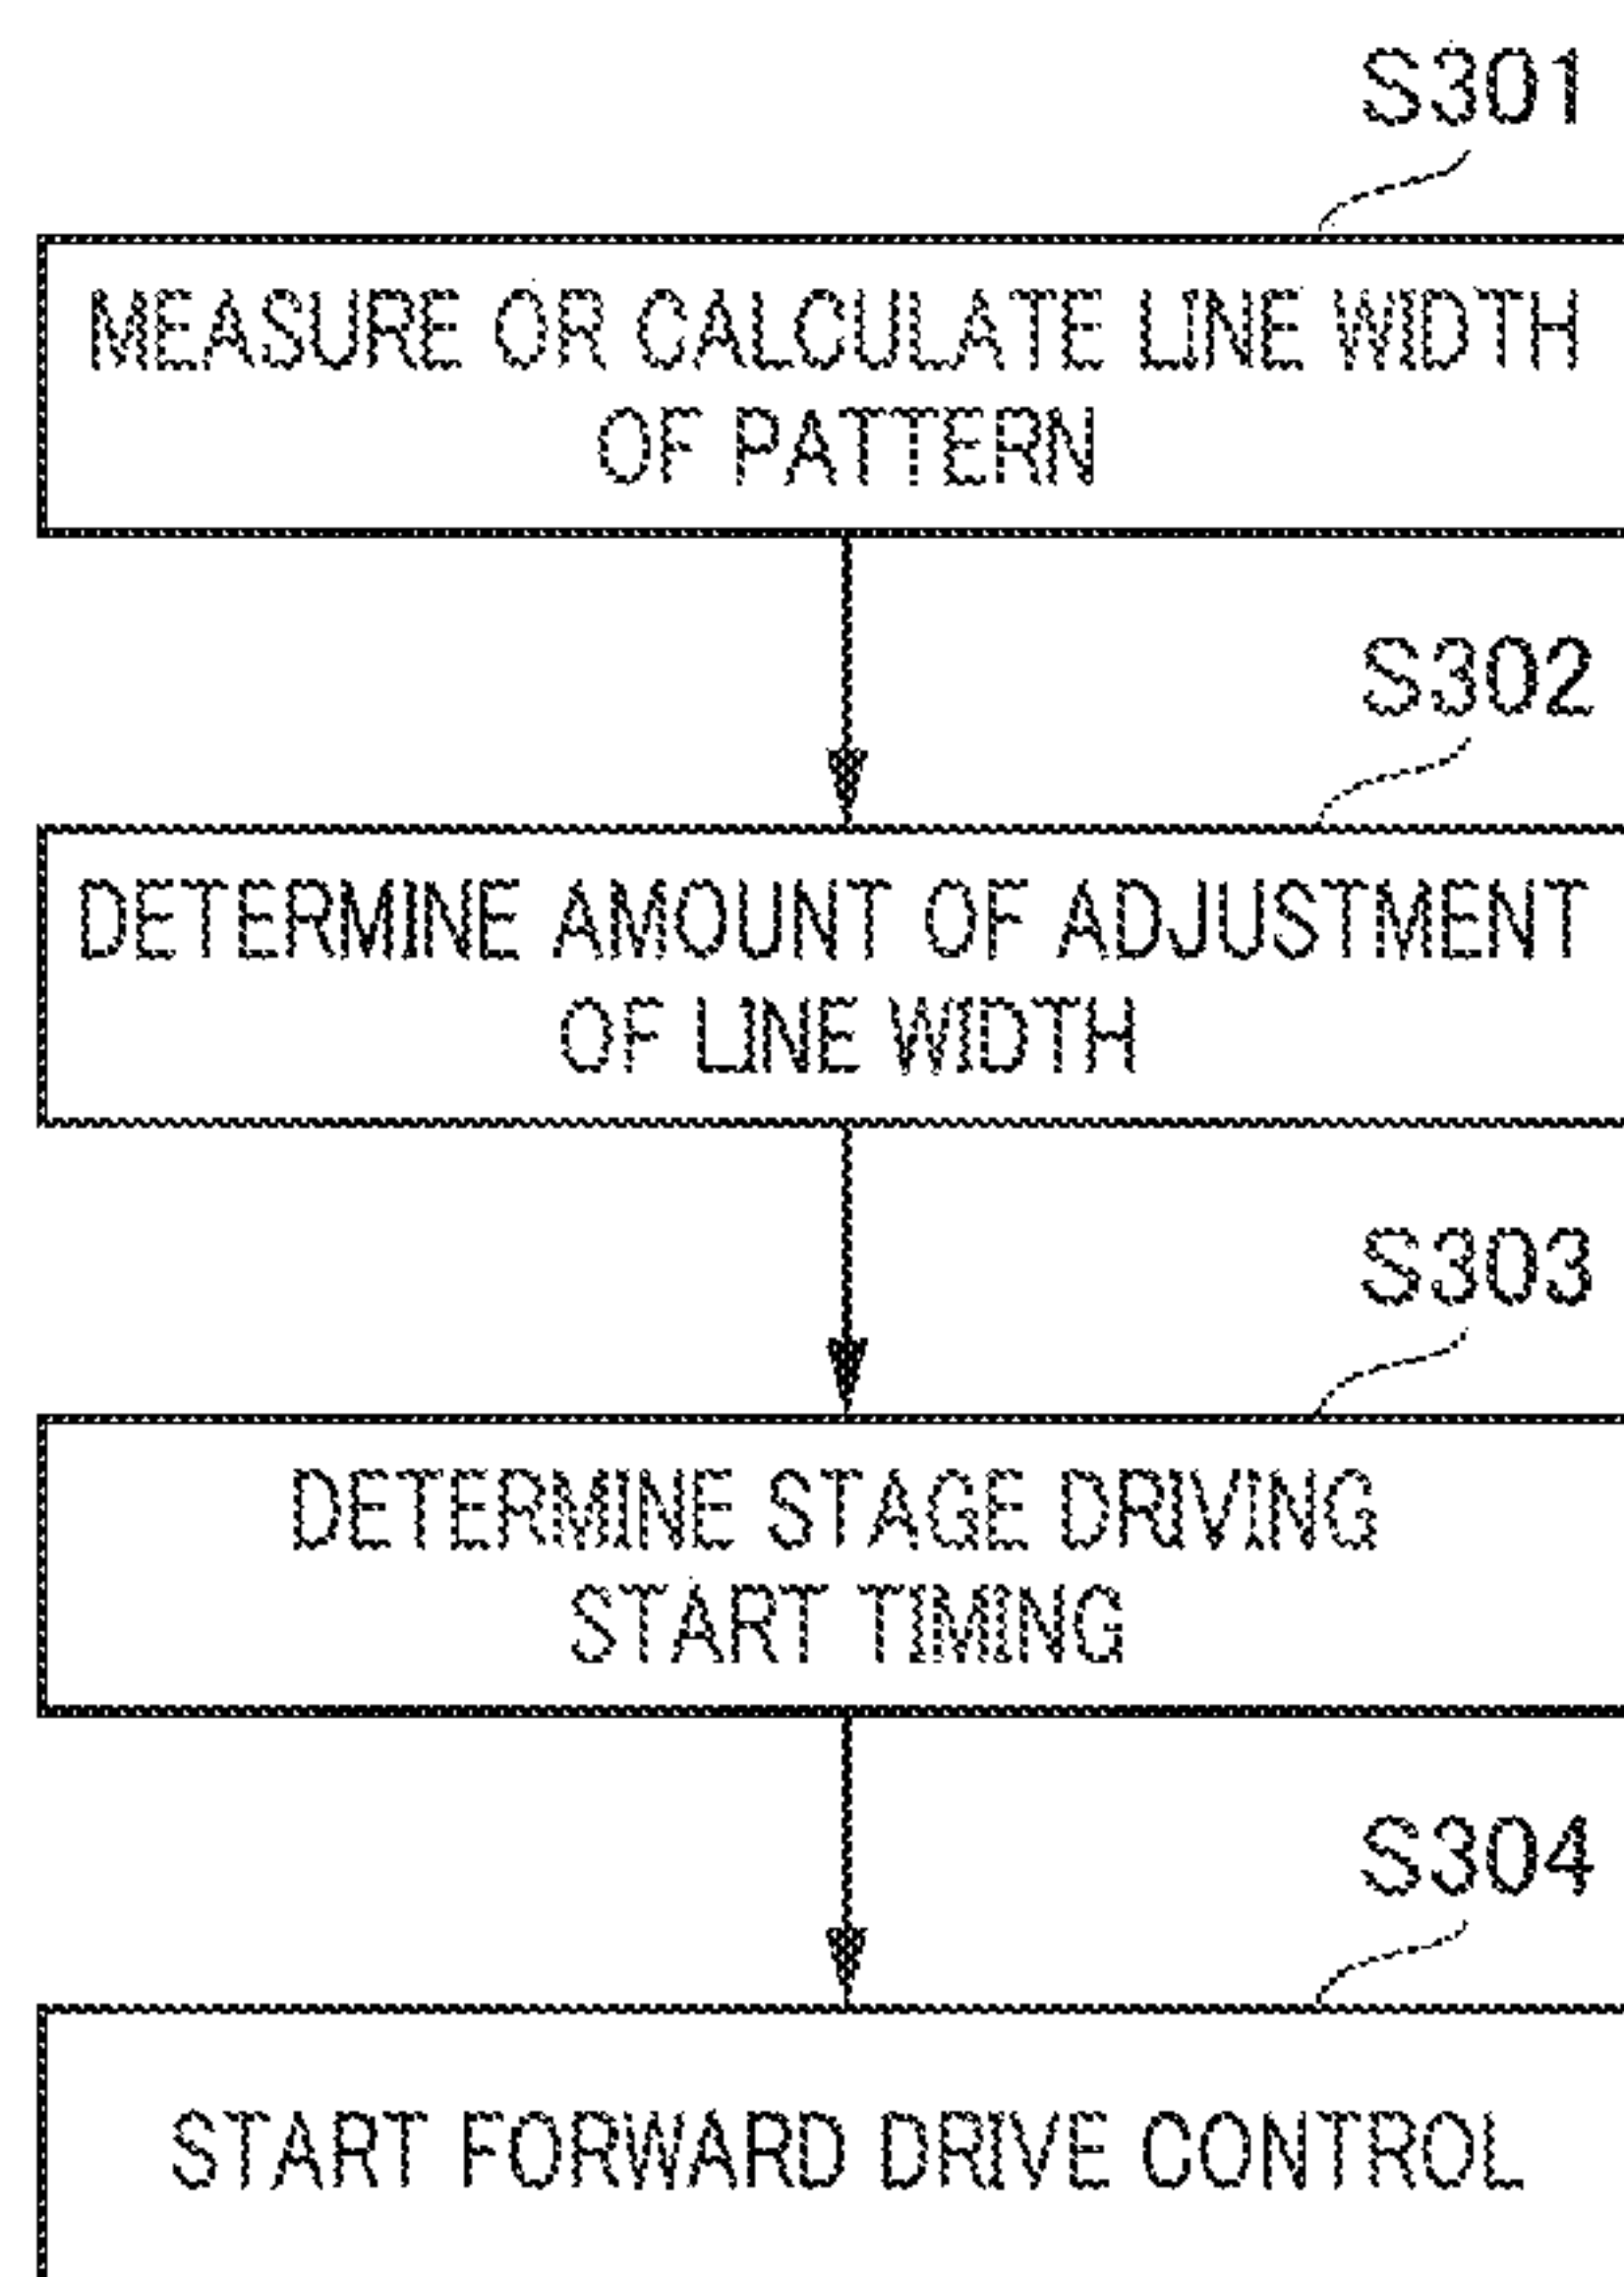 S301
MEASURE OR CALCULATE LINE WIDTH
OF PATTERN
S302
DETERMINE AMOUNT OF ADJUSTMENT
OF LINE WIDTH
S303
DETERMINE STAGE DRIVING
START TIMING
S304
START FORWARD DRIVE CONTROL